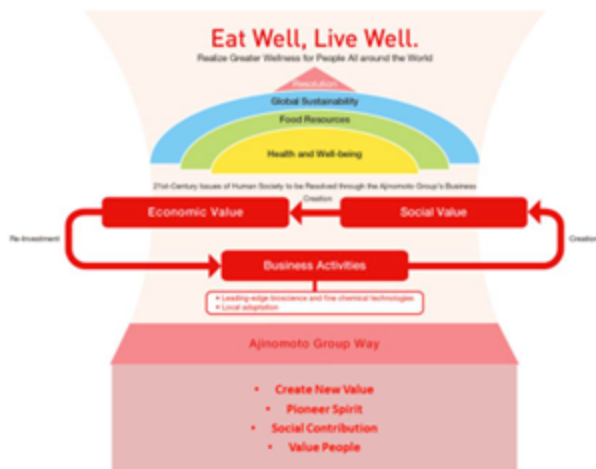 Eat Well, Live Well.
Realize Greater Wellness for People All around the World
Resolution
Global Sustainability
Food Resources
Health and Well-being
21st-Century Issues of Human Society to be Resolved through the Ajinomoto Group's Business
Creation
Economic Value
Social Value
Re-Investment
Creation
Business Activities
• Leading-edge bioscience and fine chemical technologies
• Local adaptation
Ajinomoto Group Way
• Create New Value
• Pioneer Spirit
• Social Contribution
• Value People